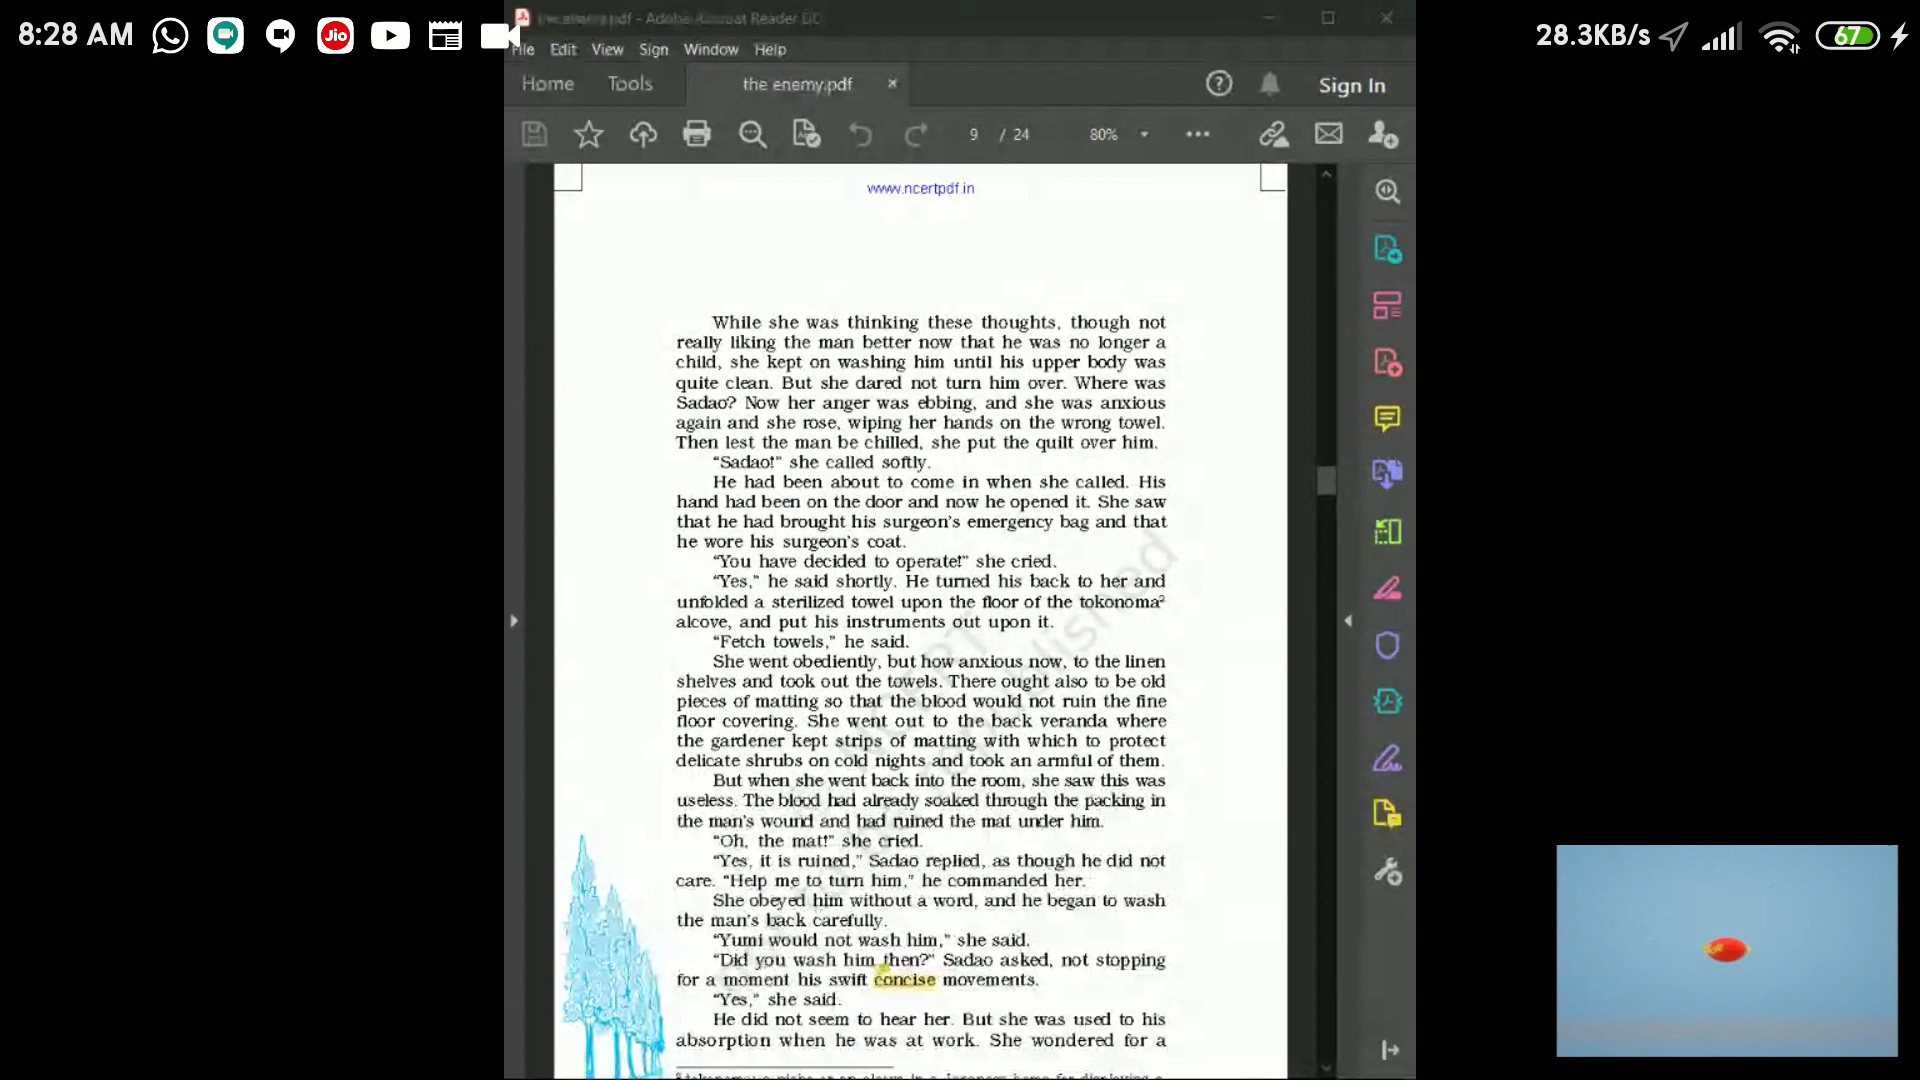 8:28 AM
Jio
28.3KB/s
67
the enemy.pdf - Adobe Acrobat Reader DC
File Edit View Sign Window Help
Home Tools the enemy.pdf × Sign In
9 / 24 80%
www.ncertpdf.in
While she was thinking these thoughts, though not
really liking the man better now that he was no longer a
child, she kept on washing him until his upper body was
quite clean. But she dared not turn him over. Where was
Sadao? Now her anger was ebbing, and she was anxious
again and she rose, wiping her hands on the wrong towel.
Then lest the man be chilled, she put the quilt over him.
“Sadao!” she called softly.
He had been about to come in when she called. His
hand had been on the door and now he opened it. She saw
that he had brought his surgeon's emergency bag and that
he wore his surgeon's coat.
“You have decided to operate!” she cried.
“Yes,” he said shortly. He turned his back to her and
unfolded a sterilized towel upon the floor of the tokonoma²
alcove, and put his instruments out upon it.
“Fetch towels,” he said.
She went obediently, but how anxious now, to the linen
shelves and took out the towels. There ought also to be old
pieces of matting so that the blood would not ruin the fine
floor covering. She went out to the back veranda where
the gardener kept strips of matting with which to protect
delicate shrubs on cold nights and took an armful of them.
But when she went back into the room, she saw this was
useless. The blood had already soaked through the packing in
the man's wound and had ruined the mat under him.
“Oh, the mat!” she cried.
“Yes, it is ruined,” Sadao replied, as though he did not
care. “Help me to turn him,” he commanded her.
She obeyed him without a word, and he began to wash
the man's back carefully.
“Yumi would not wash him,” she said.
“Did you wash him then?” Sadao asked, not stopping
for a moment his swift concise movements.
“Yes,” she said.
He did not seem to hear her. But she was used to his
absorption when he was at work. She wondered for a